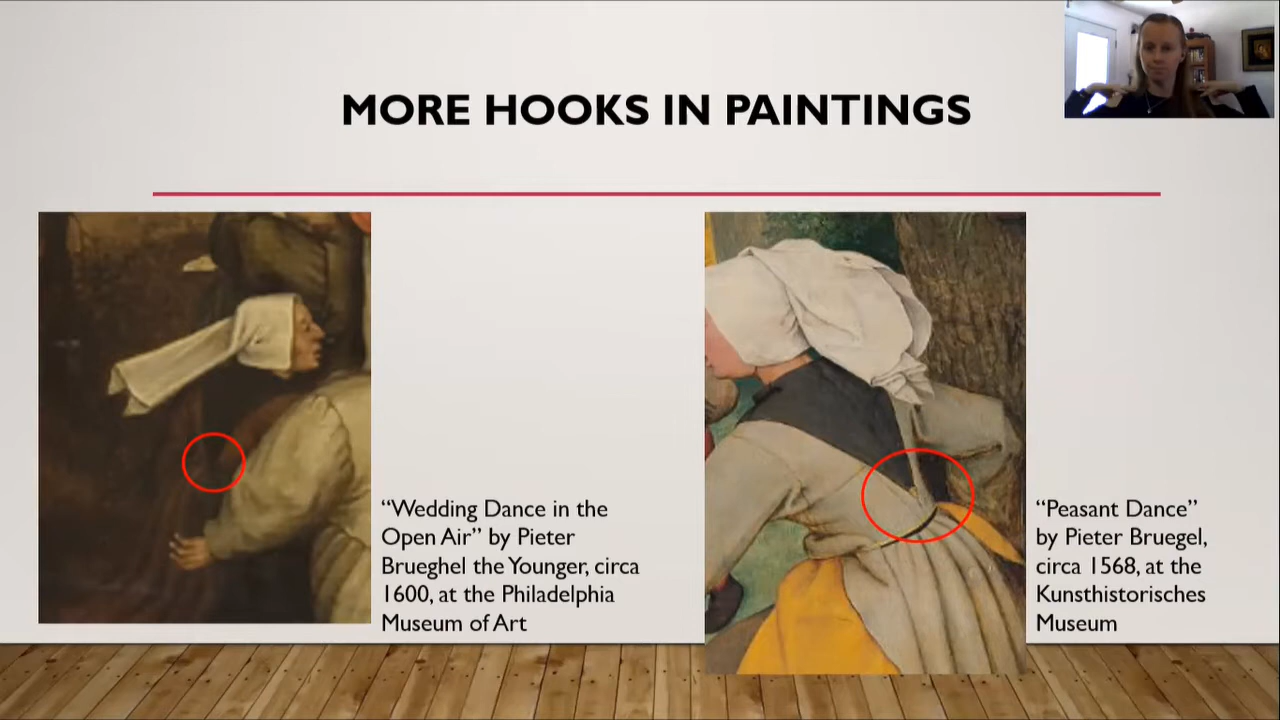 MORE HOOKS IN PAINTINGS
“Wedding Dance in the
Open Air” by Pieter
Brueghel the Younger, circa
1600, at the Philadelphia
Museum of Art
“Peasant Dance”
by Pieter Bruegel,
circa 1568, at the
Kunsthistorisches
Museum